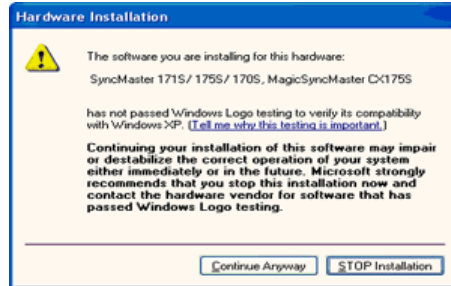 Hardware Installation
The software you are installing for this hardware:
SyncMaster 171S/ 175S/ 170S, MagicSyncMaster CX175S
has not passed Windows Logo testing to verify its compatibility
with Windows XP. (Tell me why this testing is important.)
Continuing your installation of this software may impair
or destabilize the correct operation of your system
either immediately or in the future. Microsoft strongly
recommends that you stop this installation now and
contact the hardware vendor for software that has
passed Windows Logo testing.
Continue Anyway STOP Installation